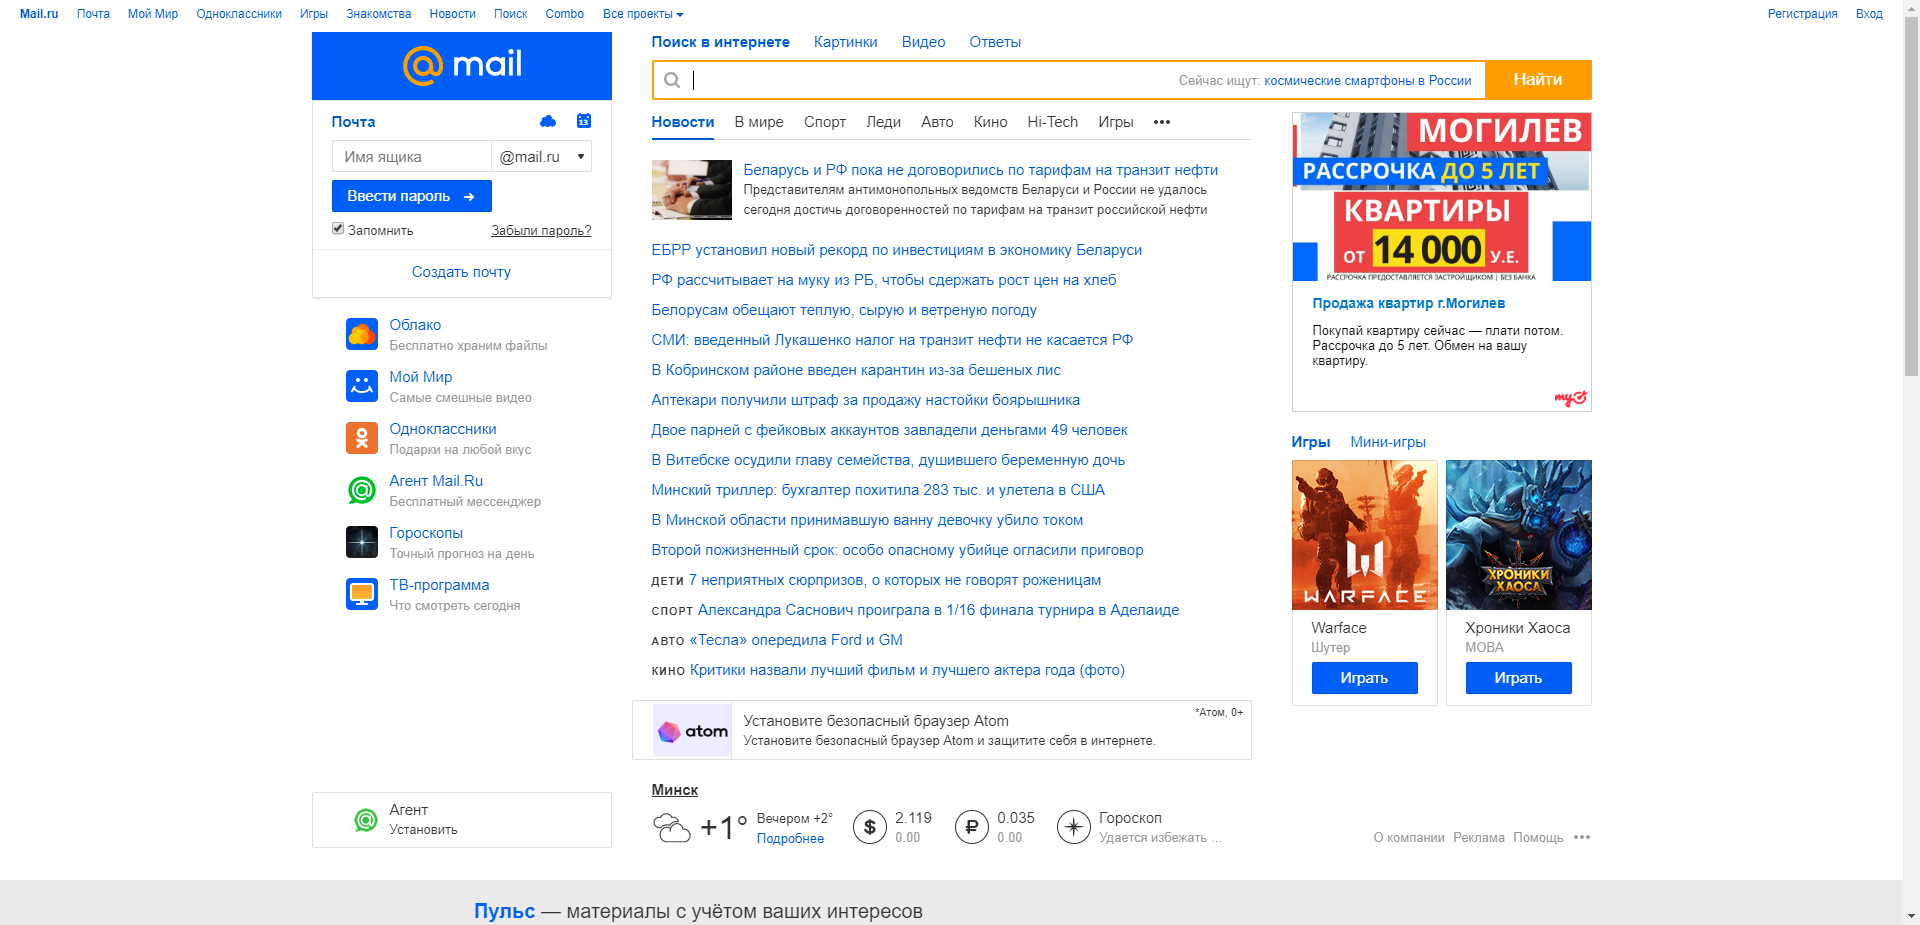 Mail.ru Почта Мой Мир Одноклассники Игры Знакомства Новости Поиск Combo Все проекты Регистрация Вход
mail
Почта
13
Имя ящика @mail.ru
Ввести пароль
Запомнить Забыли пароль?
Создать почту
Облако
Бесплатно храним файлы
Мой Мир
Самые смешные видео
Одноклассники
Подарки на любой вкус
Агент Mail.Ru
Бесплатный мессенджер
Гороскопы
Точный прогноз на день
ТВ-программа
Что смотреть сегодня
Агент
Установить
Поиск в интернете Картинки Видео Ответы
Сейчас ищут: космические смартфоны в России Найти
Новости В мире Спорт Леди Авто Кино Hi-Tech Игры •••
Беларусь и РФ пока не договорились по тарифам на транзит нефти
Представителям антимонопольных ведомств Беларуси и России не удалось
сегодня достичь договоренностей по тарифам на транзит российской нефти
ЕБРР установил новый рекорд по инвестициям в экономику Беларуси
РФ рассчитывает на муку из РБ, чтобы сдержать рост цен на хлеб
Белорусам обещают теплую, сырую и ветреную погоду
СМИ: введенный Лукашенко налог на транзит нефти не касается РФ
В Кобринском районе введен карантин из-за бешеных лис
Аптекари получили штраф за продажу настойки боярышника
Двое парней с фейковых аккаунтов завладели деньгами 49 человек
В Витебске осудили главу семейства, душившего беременную дочь
Минский триллер: бухгалтер похитила 283 тыс. и улетела в США
В Минской области принимавшую ванну девочку убило током
Второй пожизненный срок: особо опасному убийце огласили приговор
ДЕТИ 7 неприятных сюрпризов, о которых не говорят роженицам
СПОРТ Александра Саснович проиграла в 1/16 финала турнира в Аделаиде
АВТО «Тесла» опередила Ford и GM
КИНО Критики назвали лучший фильм и лучшего актера года (фото)
atom
Установите безопасный браузер Atom
Установите безопасный браузер Atom и защитите себя в интернете.
*Атом, 0+
Минск
+1° Вечером +2°
Подробнее
$ 2.119
0.00
₽ 0.035
0.00
Гороскоп
Удается избежать ...
МОГИЛЕВ
РАССРОЧКА ДО 5 ЛЕТ
КВАРТИРЫ
ОТ 14 000 У.Е.
РАССРОЧКА ПРЕДОСТАВЛЯЕТСЯ ЗАСТРОЙЩИКОМ | БЕЗ БАНКА
Продажа квартир г.Могилев
Покупай квартиру сейчас — плати потом.
Рассрочка до 5 лет. Обмен на вашу
квартиру.
my
Игры Мини-игры
WARFACE
Warface
Шутер
Играть
ХРОНИКИ
ХАОСА
Хроники Хаоса
MOBA
Играть
О компании Реклама Помощь •••
Пульс — материалы с учётом ваших интересов